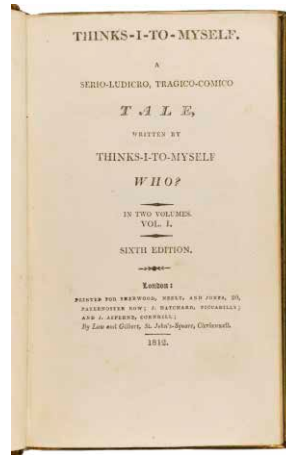 THINKS-I-TO-MYSELF.
A
SERIO-LUDICRO, TRAGICO-COMICO
TALE,
WRITTEN BY
THINKS-I-TO-MYSELF
WHO?
IN TWO VOLUMES.
VOL. I.
SIXTH EDITION.
London:
PRINTED FOR SHERWOOD, NEELY, AND JONES, 20,
PATERNOSTER ROW; J. HATCHARD, PICCADILLY;
AND J. ASPERNE, CORNHILL;
By Law and Gilbert, St. John's-Square, Clerkenwell.
1812.